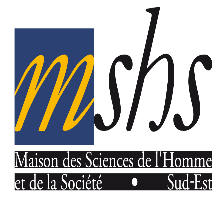 mshs
Maison des Sciences de l'Homme
et de la Société • Sud-Est